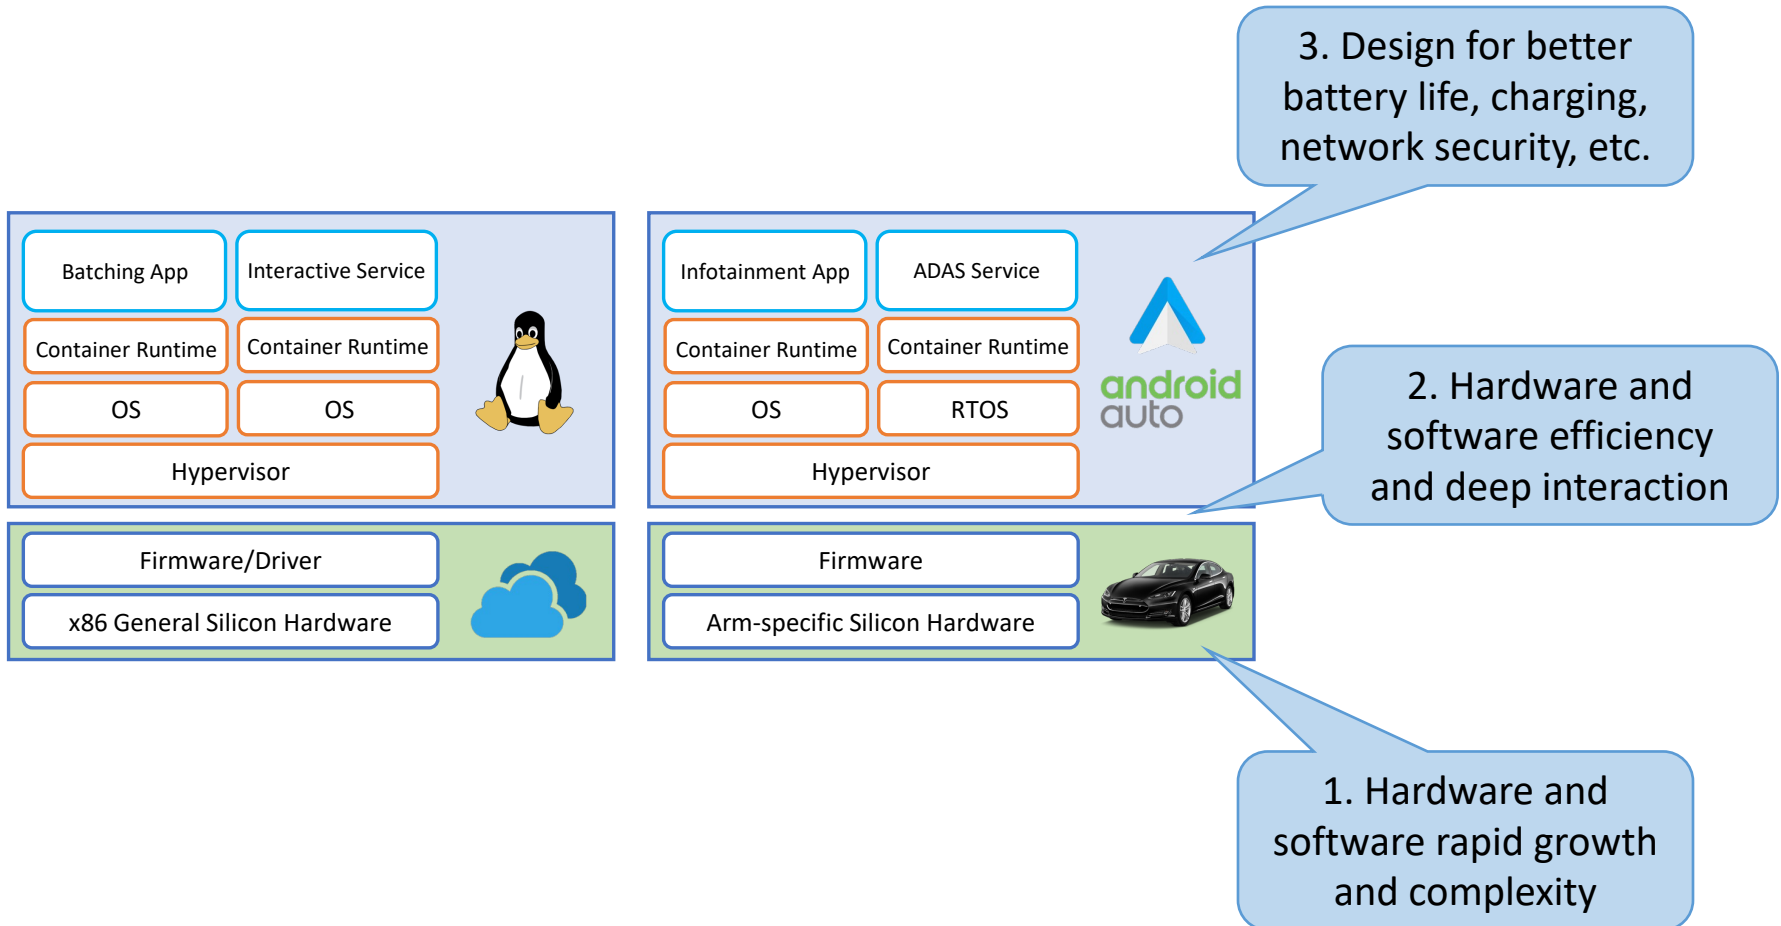 3. Design for better
battery life, charging,
network security, etc.
Batching App
Interactive Service
Container Runtime
Container Runtime
OS
OS
Hypervisor
Firmware/Driver
x86 General Silicon Hardware
Infotainment App
ADAS Service
Container Runtime
Container Runtime
OS
RTOS
Hypervisor
android
auto
Firmware
Arm-specific Silicon Hardware
2. Hardware and
software efficiency
and deep interaction
1. Hardware and
software rapid growth
and complexity